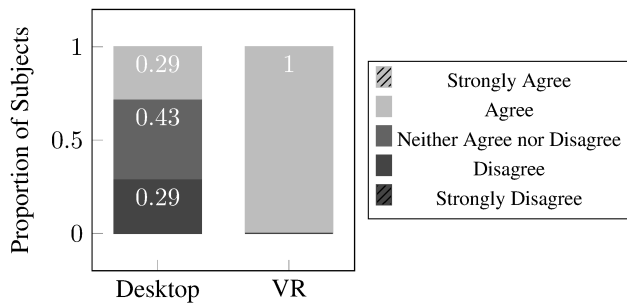 Proportion of Subjects
1
0.5
0
0.29
0.43
0.29
1
Desktop
VR
Strongly Agree
Agree
Neither Agree nor Disagree
Disagree
Strongly Disagree